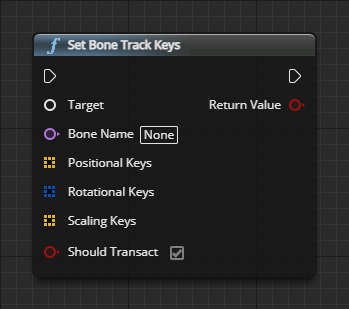 Set Bone Track Keys
Target Return Value
Bone Name None
Positional Keys
Rotational Keys
Scaling Keys
Should Transact